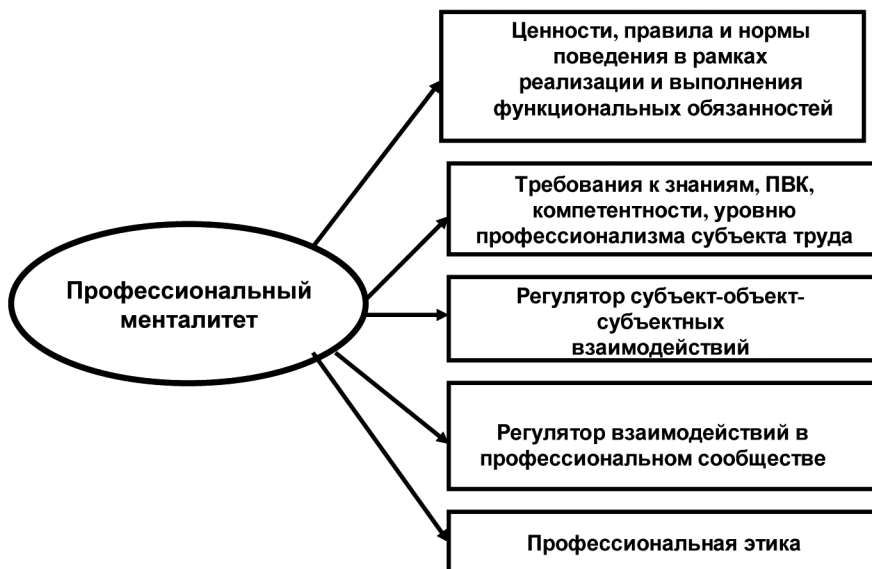 Ценности, правила и нормы
поведения в рамках
реализации и выполнения
функциональных обязанностей
Требования к знаниям, ПВК,
компетентности, уровню
профессионализма субъекта труда
Профессиональный
менталитет
Регулятор субъект-объект-
субъектных
взаимодействий
Регулятор взаимодействий в
профессиональном сообществе
Профессиональная этика